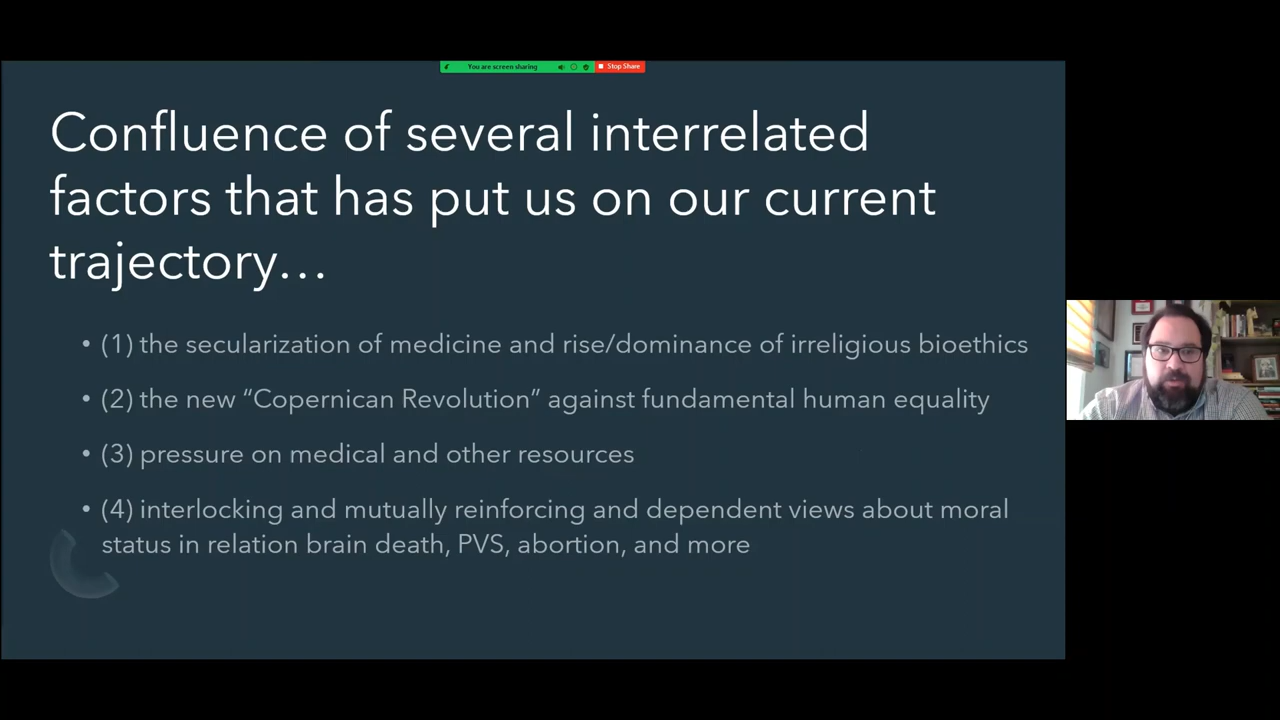 You are screen sharing
Stop Share
Confluence of several interrelated
factors that has put us on our current
trajectory…
• (1) the secularization of medicine and rise/dominance of irreligious bioethics
• (2) the new “Copernican Revolution” against fundamental human equality
• (3) pressure on medical and other resources
• (4) interlocking and mutually reinforcing and dependent views about moral
status in relation brain death, PVS, abortion, and more